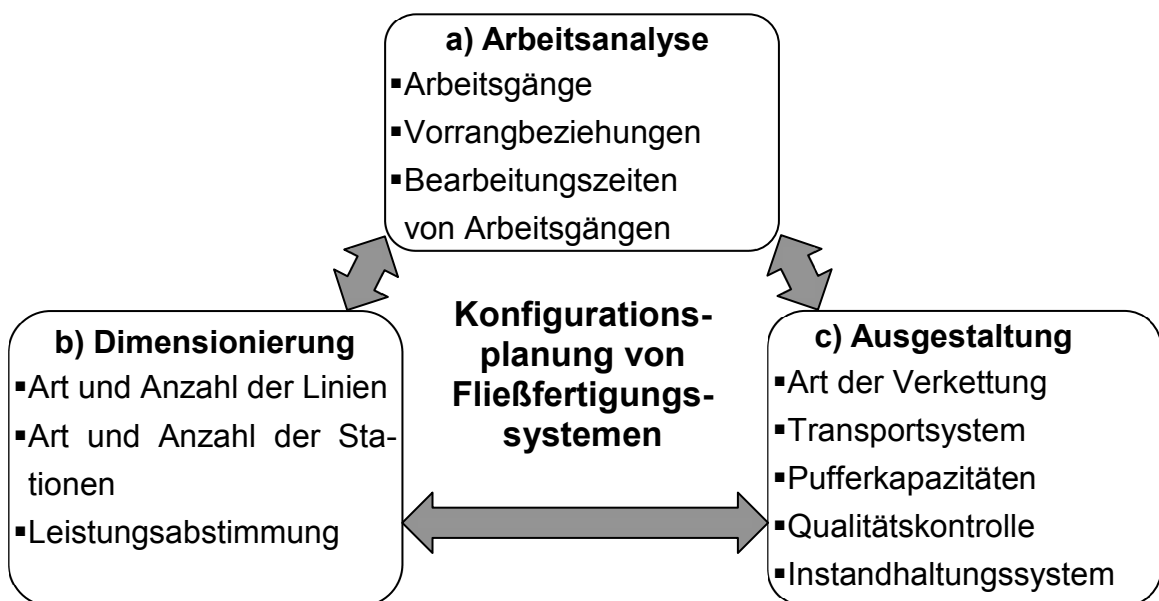 a) Arbeitsanalyse
▪Arbeitsgänge
▪Vorrangbeziehungen
▪Bearbeitungszeiten
von Arbeitsgängen
Konfigurations-
planung von
Fließfertigungs-
systemen
b) Dimensionierung
▪Art und Anzahl der Linien
▪Art und Anzahl der Sta-
tionen
▪Leistungsabstimmung
c) Ausgestaltung
▪Art der Verkettung
▪Transportsystem
▪Pufferkapazitäten
▪Qualitätskontrolle
▪Instandhaltungssystem